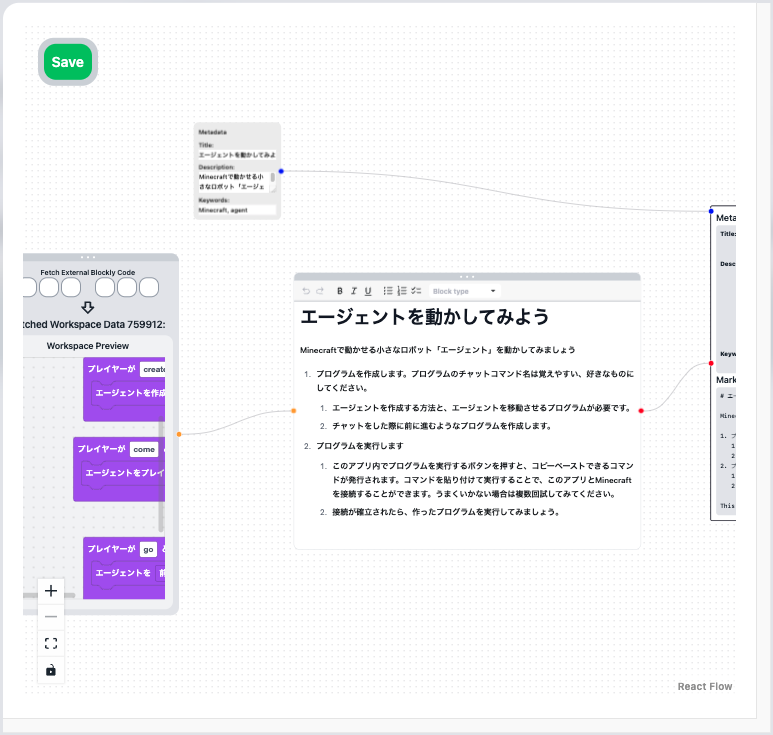 Save
Metadata
Title:
エージェントを動かしてみよ
Description:
Minecraftで動かせる小
さなロボット「エージェ
Keywords:
Minecraft, agent
Fetch External Blockly Code
tched Workspace Data 759912:
Workspace Preview
プレイヤーが create
エージェントを作成
プレイヤーが come
エージェントをプレイ
プレイヤーが go
エージェントを 前
B I U
Block type
エージェントを動かしてみよう
Minecraftで動かせる小さなロボット「エージェント」を動かしてみましょう
1. プログラムを作成します。プログラムのチャットコマンド名は覚えやすい、好きなものに
してください。
1. エージェントを作成する方法と、エージェントを移動させるプログラムが必要です。
2. チャットをした際に前に進むようなプログラムを作成します。
2. プログラムを実行します
1. このアプリ内でプログラムを実行するボタンを押すと、コピーペーストできるコマン
ドが発行されます。コマンドを貼り付けて実行することで、このアプリとMinecraft
を接続することができます。うまくいかない場合は複数回試してみてください。
2. 接続が確立されたら、作ったプログラムを実行してみましょう。
Meta
Title:
Desc
Keyw
Mark
# エ
Mine
1. プ
1
2
2. プ
1
2
This
React Flow